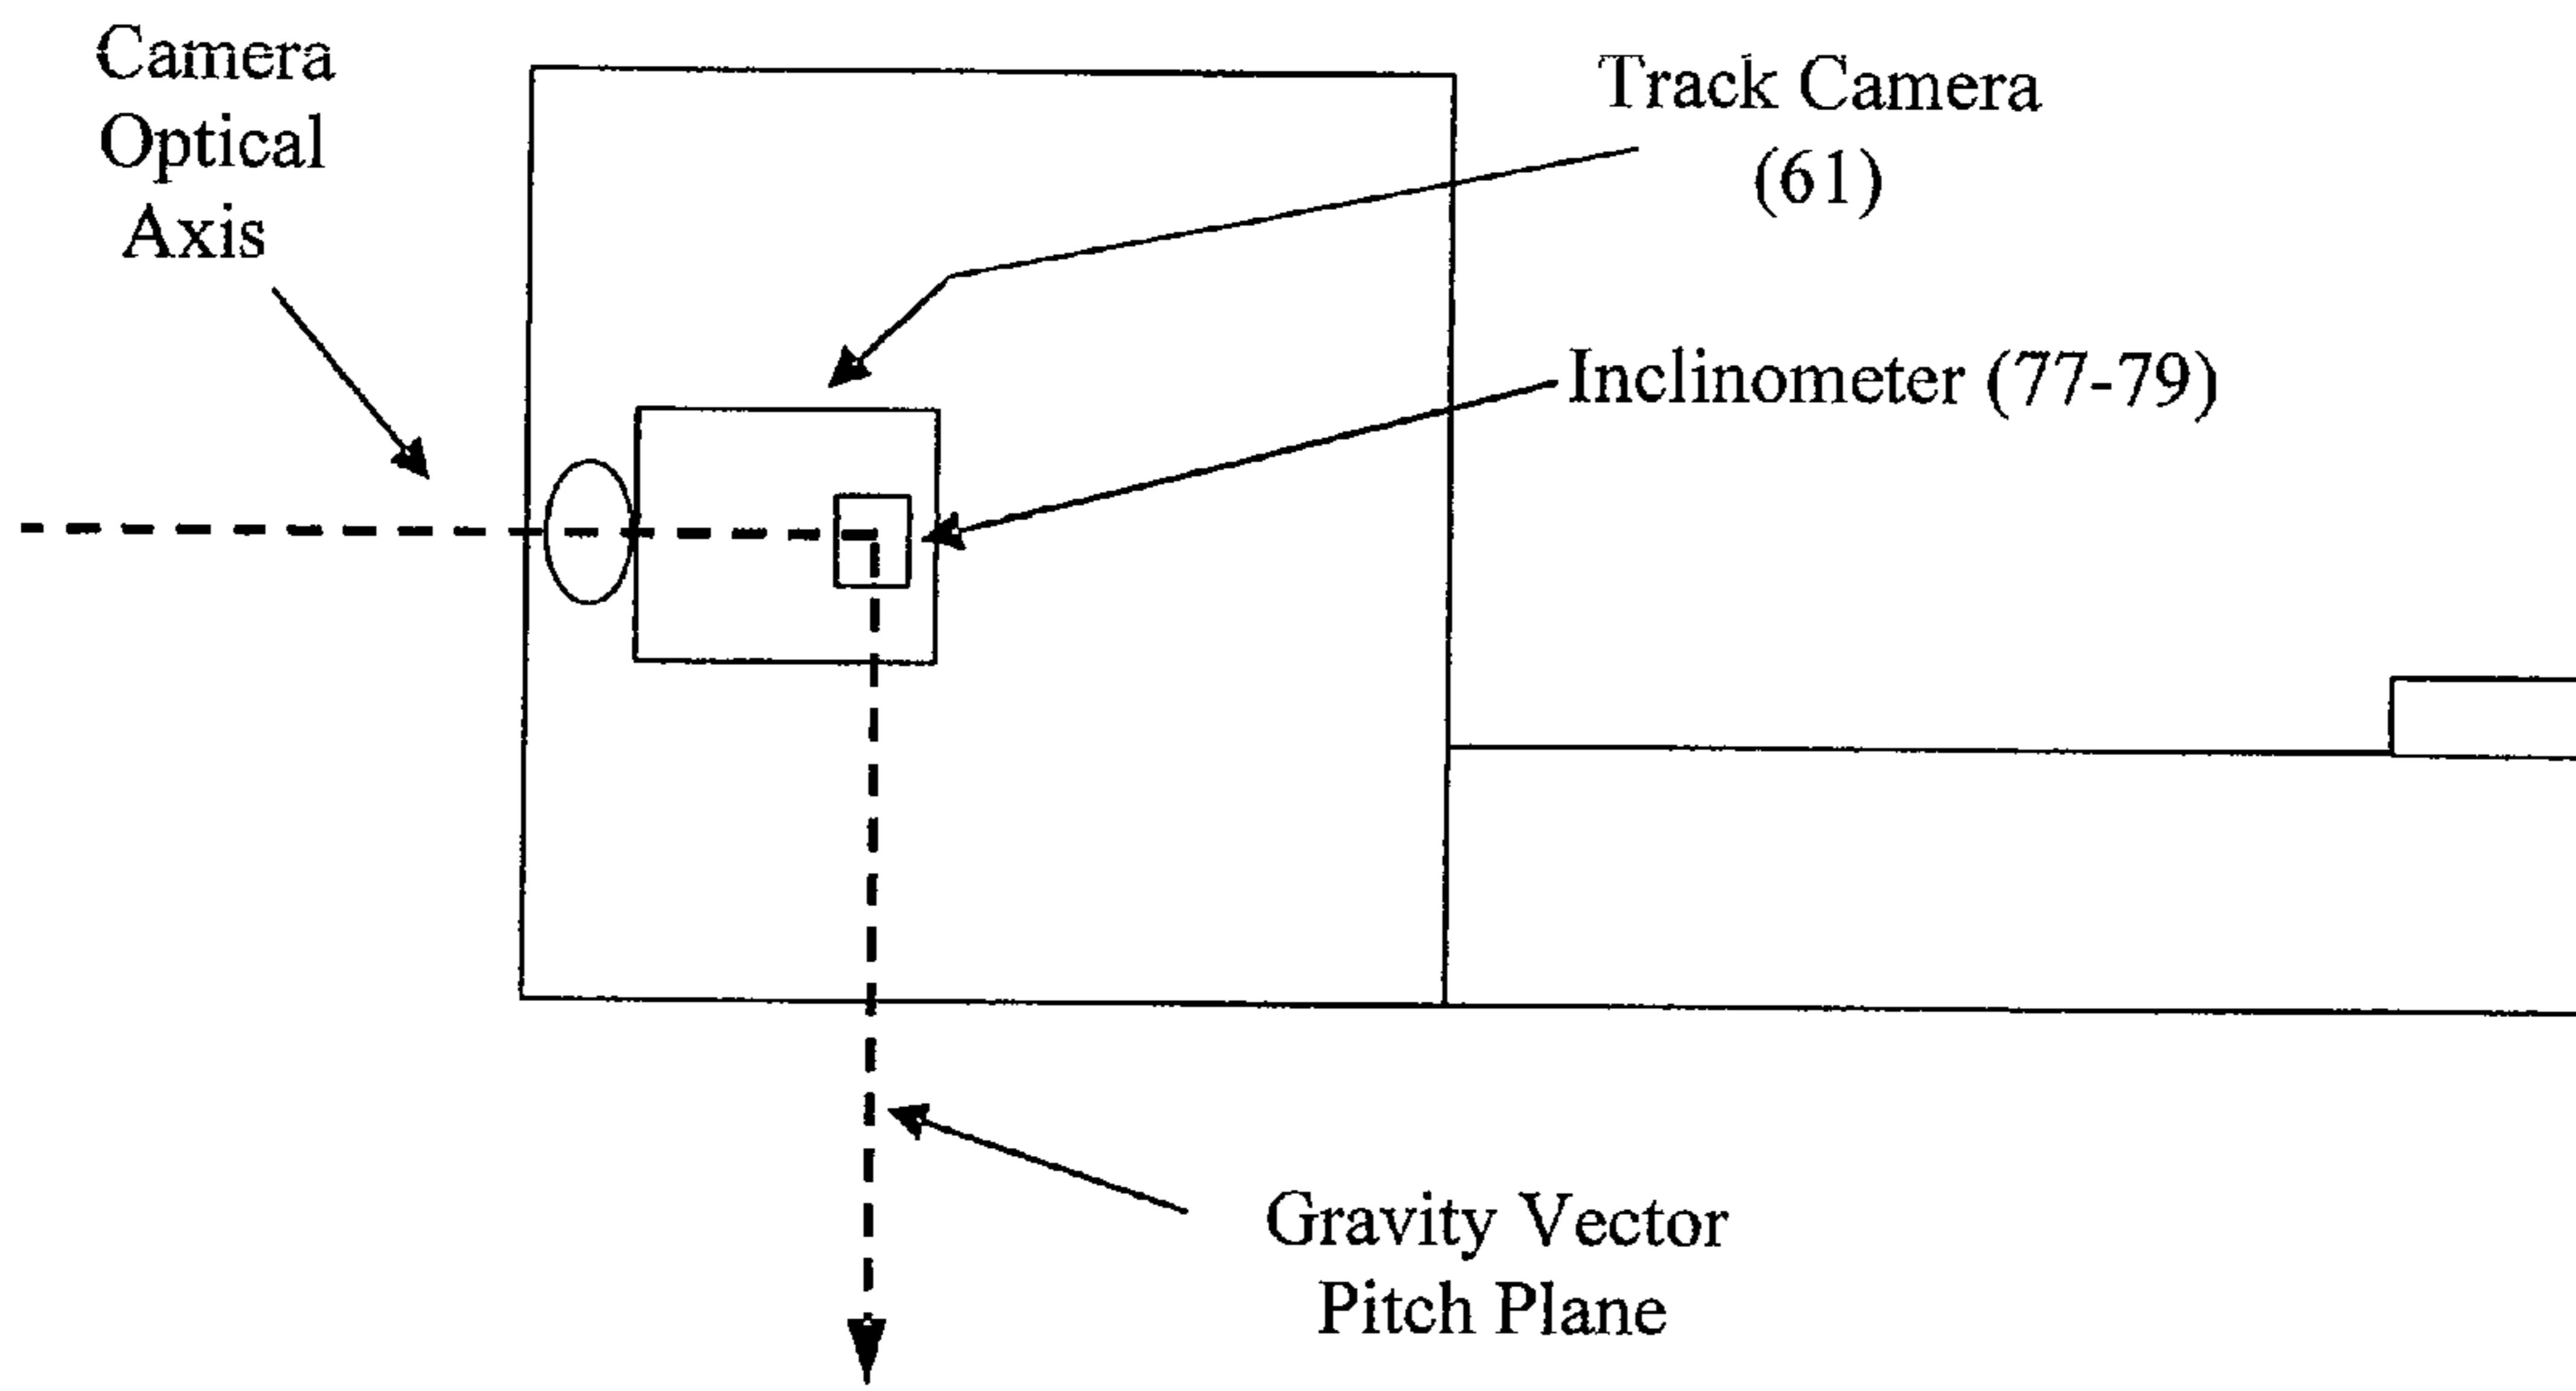 Camera
Optical
Axis
Track Camera
(61)
Inclinometer (77-79)
Gravity Vector
Pitch Plane